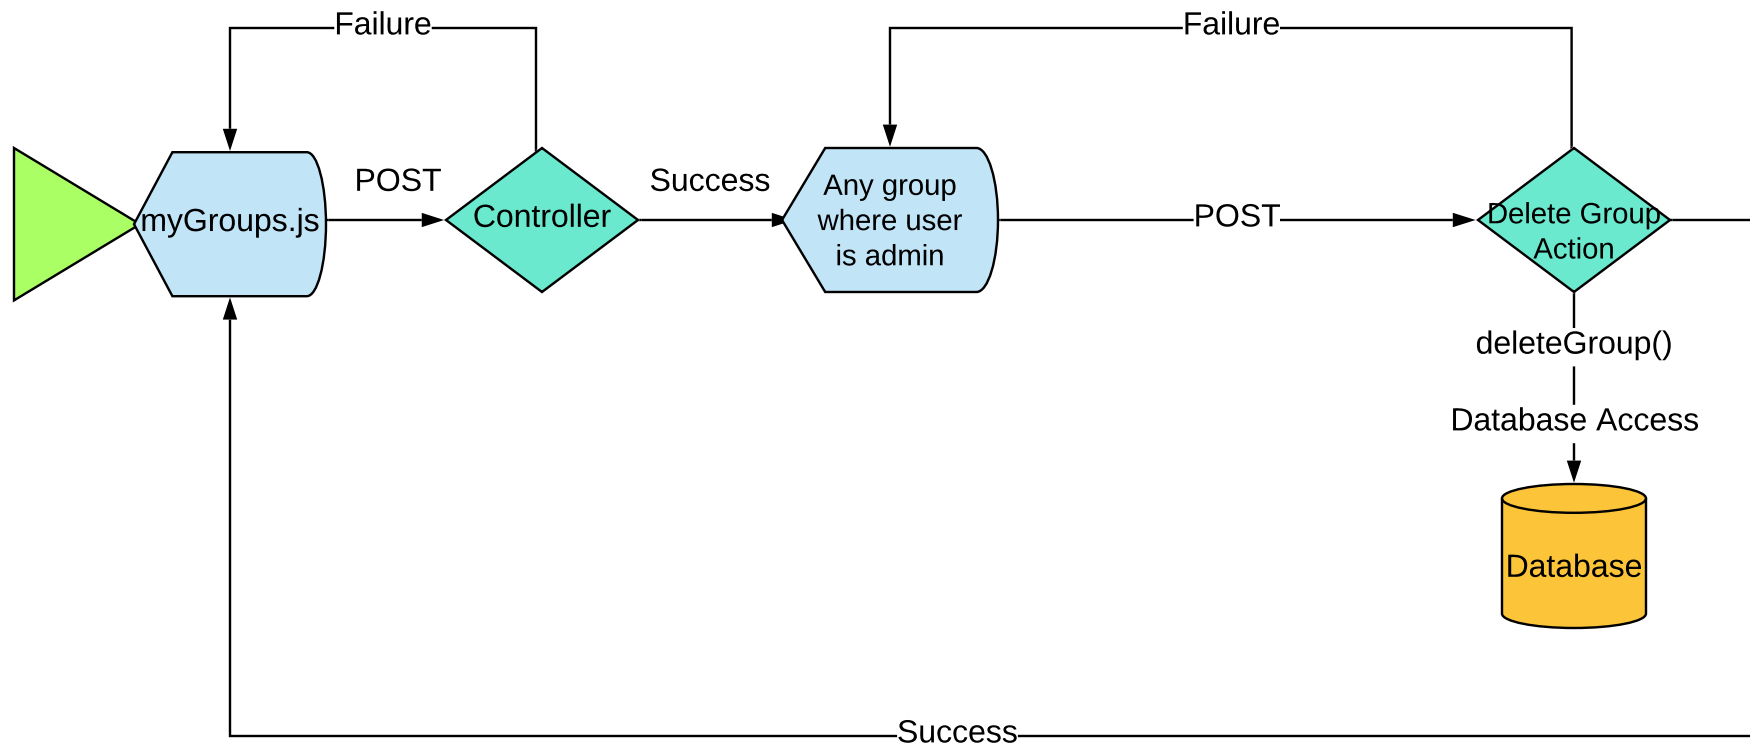 Failure
Failure
POST
Success
myGroups.js
Controller
Any group
where user
is admin
POST
Delete Group
Action
deleteGroup()
Database Access
Database
Success